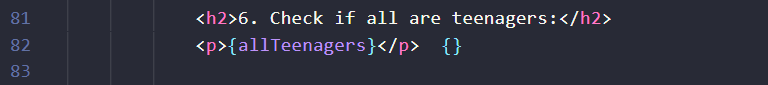 81 <h2>6. Check if all are teenagers:</h2>
82 <p>{allTeenagers}</p>  {}
83